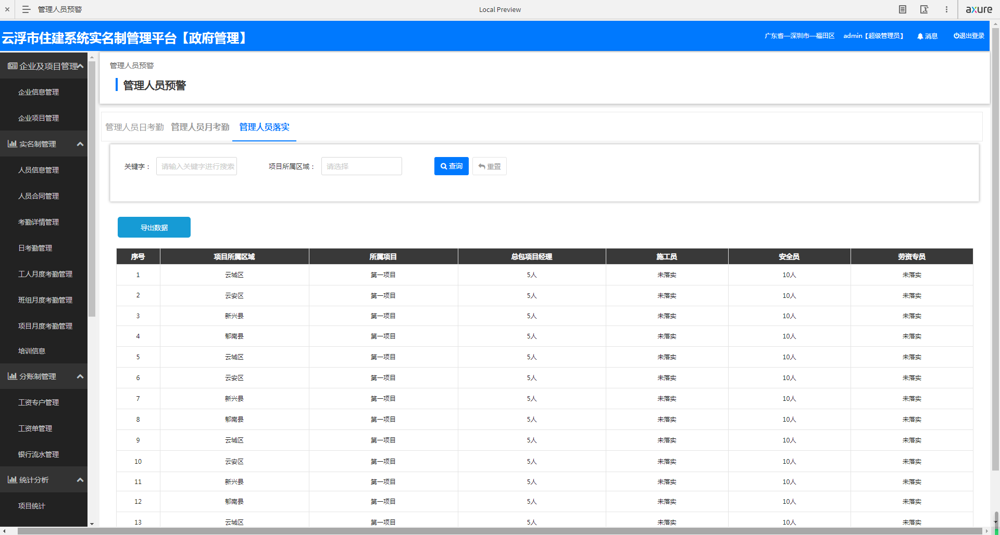 管理人员预警
Local Preview
axure
云浮市住建系统实名制管理平台【政府管理】
广东省—深圳市—福田区 admin【超级管理员】 消息 退出登录
企业及项目管理
企业信息管理
企业项目管理
实名制管理
人员信息管理
人员合同管理
考勤详情管理
日考勤管理
工人月度考勤管理
班组月度考勤管理
项目月度考勤管理
培训信息
分账制管理
工资专户管理
工资单管理
银行流水管理
统计分析
项目统计
管理人员预警
管理人员预警
管理人员日考勤 管理人员月考勤 管理人员落实
关键字： 请输入关键字进行搜索 项目所属区域： 请选择 查询 重置
导出数据
序号 项目所属区域 所属项目 总包项目经理 施工员 安全员 劳资专员
1 云城区 第一项目 5人 未落实 10人 未落实
2 云安区 第一项目 5人 未落实 10人 未落实
3 新兴县 第一项目 5人 未落实 10人 未落实
4 郁南县 第一项目 5人 未落实 10人 未落实
5 云城区 第一项目 5人 未落实 10人 未落实
6 云安区 第一项目 5人 未落实 10人 未落实
7 新兴县 第一项目 5人 未落实 10人 未落实
8 郁南县 第一项目 5人 未落实 10人 未落实
9 云城区 第一项目 5人 未落实 10人 未落实
10 云安区 第一项目 5人 未落实 10人 未落实
11 新兴县 第一项目 5人 未落实 10人 未落实
12 郁南县 第一项目 5人 未落实 10人 未落实
13 云城区 第一项目 5人 未落实 10人 未落实